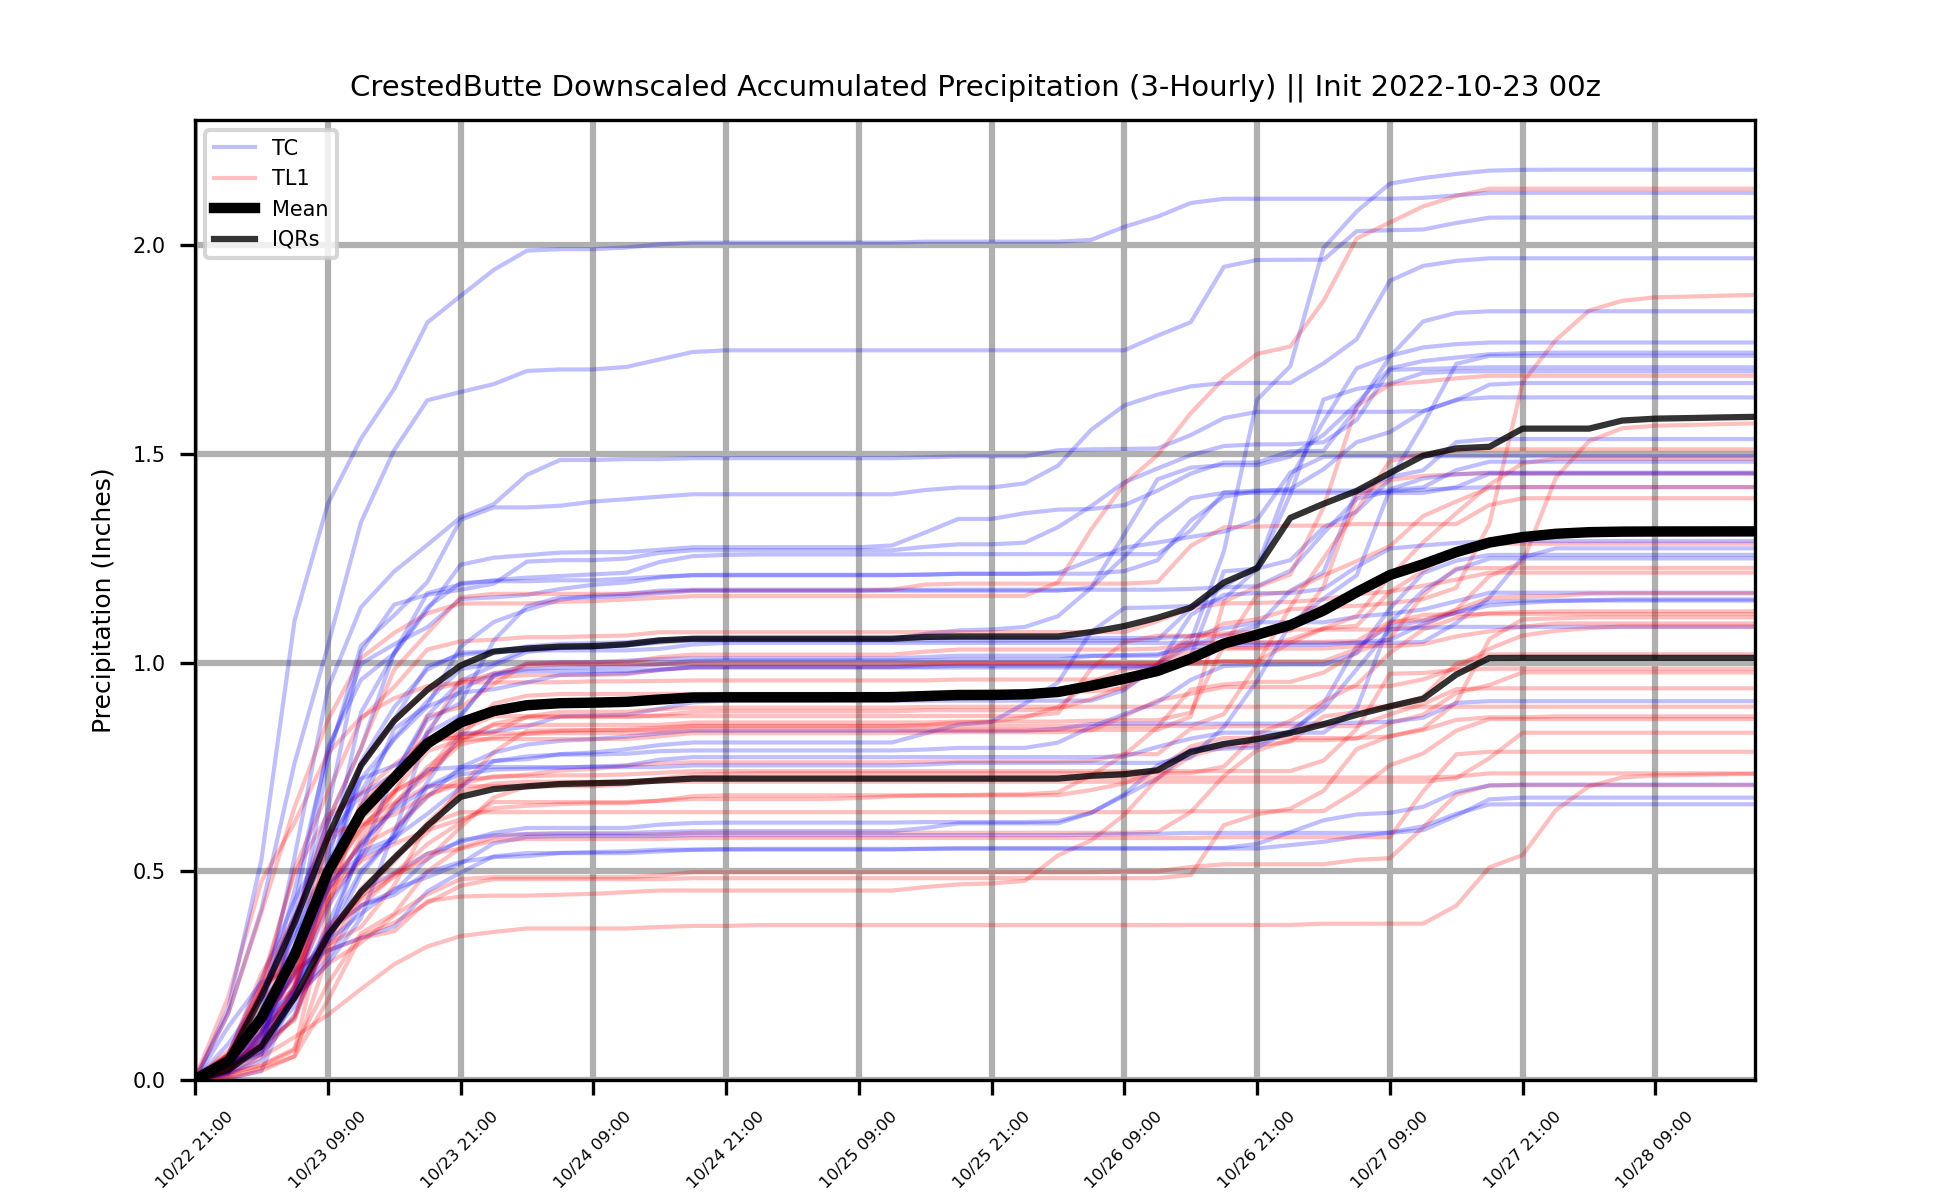 CrestedButte Downscaled Accumulated Precipitation (3-Hourly) || Init 2022-10-23 00z
TC
TL1
Mean
IQRs
Precipitation (Inches)
2.0
1.5
1.0
0.5
0.0
10/22 21:00
10/23 09:00
10/23 21:00
10/24 09:00
10/24 21:00
10/25 09:00
10/25 21:00
10/26 09:00
10/26 21:00
10/27 09:00
10/27 21:00
10/28 09:00